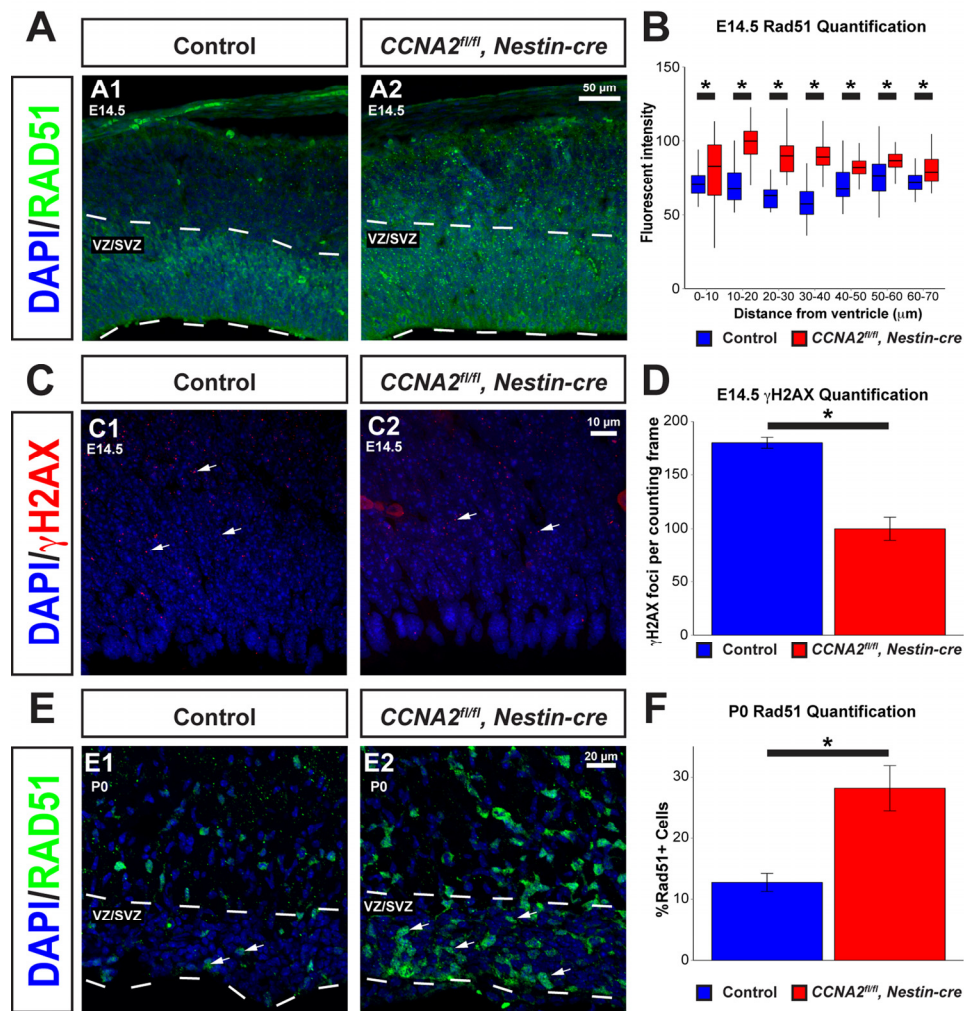 A
Control
CCNA2fl/fl, Nestin-cre
DAPI/RAD51
A1
E14.5
VZ/SVZ
A2
E14.5
50 µm
VZ/SVZ
B
E14.5 Rad51 Quantification
Fluorescent intensity
150
100
50
0
* * * * * * *
0-10 10-20 20-30 30-40 40-50 50-60 60-70
Distance from ventricle (µm)
Control CCNA2fl/fl, Nestin-cre
C
Control
CCNA2fl/fl, Nestin-cre
DAPI/γH2AX
C1
E14.5
C2
E14.5
10 µm
D
E14.5 γH2AX Quantification
γH2AX foci per counting frame
200
150
100
50
0
*
Control CCNA2fl/fl, Nestin-cre
E
Control
CCNA2fl/fl, Nestin-cre
DAPI/RAD51
E1
P0
VZ/SVZ
E2
20 µm
VZ/SVZ
F
P0 Rad51 Quantification
%Rad51+ Cells
30
20
10
0
*
Control CCNA2fl/fl, Nestin-cre